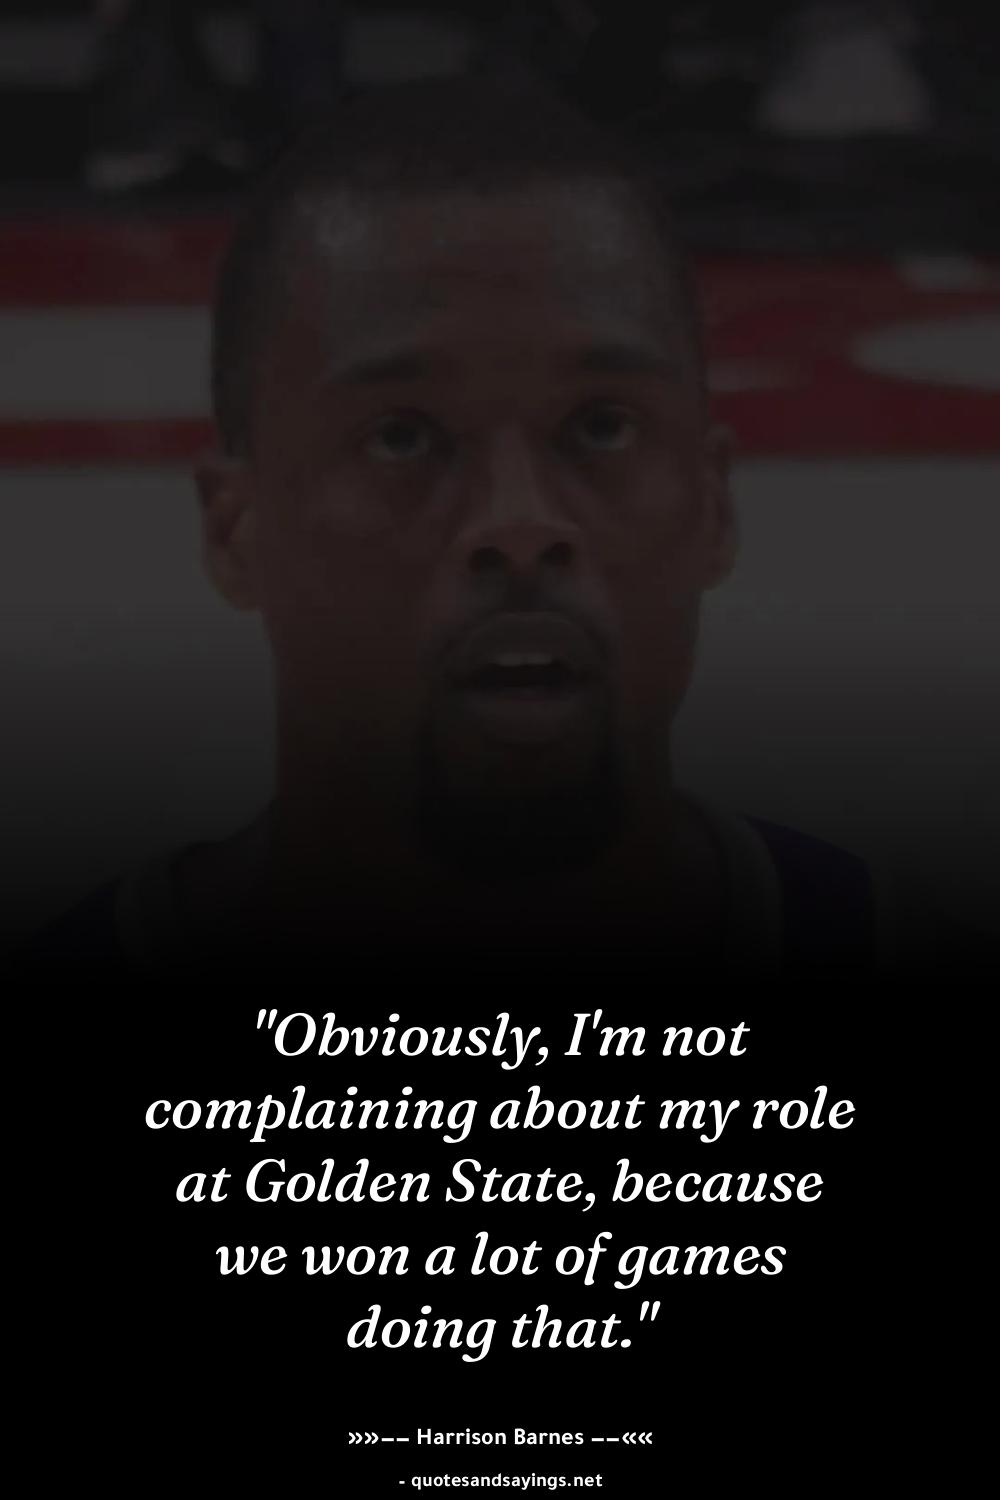 "Obviously, I'm not
complaining about my role
at Golden State, because
we won a lot of games
doing that."
»»−− Harrison Barnes −−««
- quotesandsayings.net